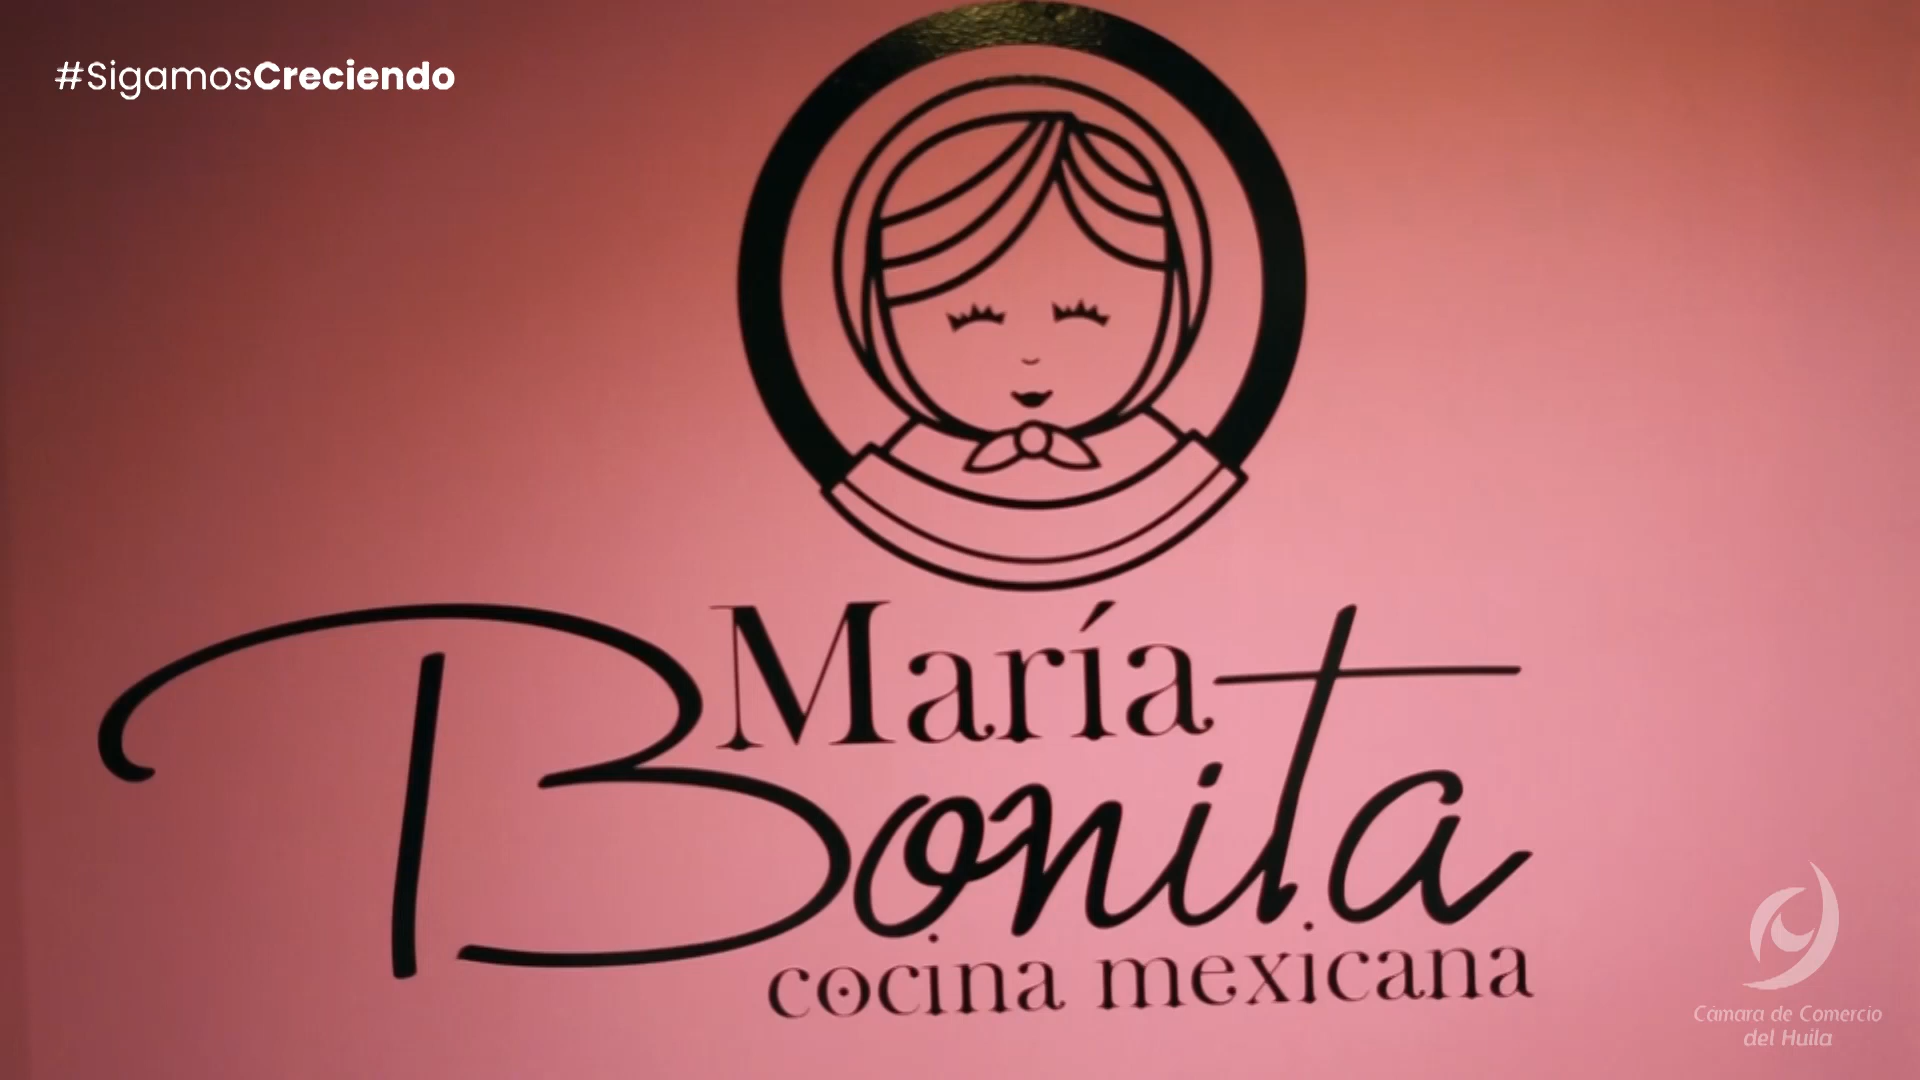 #SigamosCreciendo
María
Bonita
cocina mexicana
Cámara de Comercio
del Huila